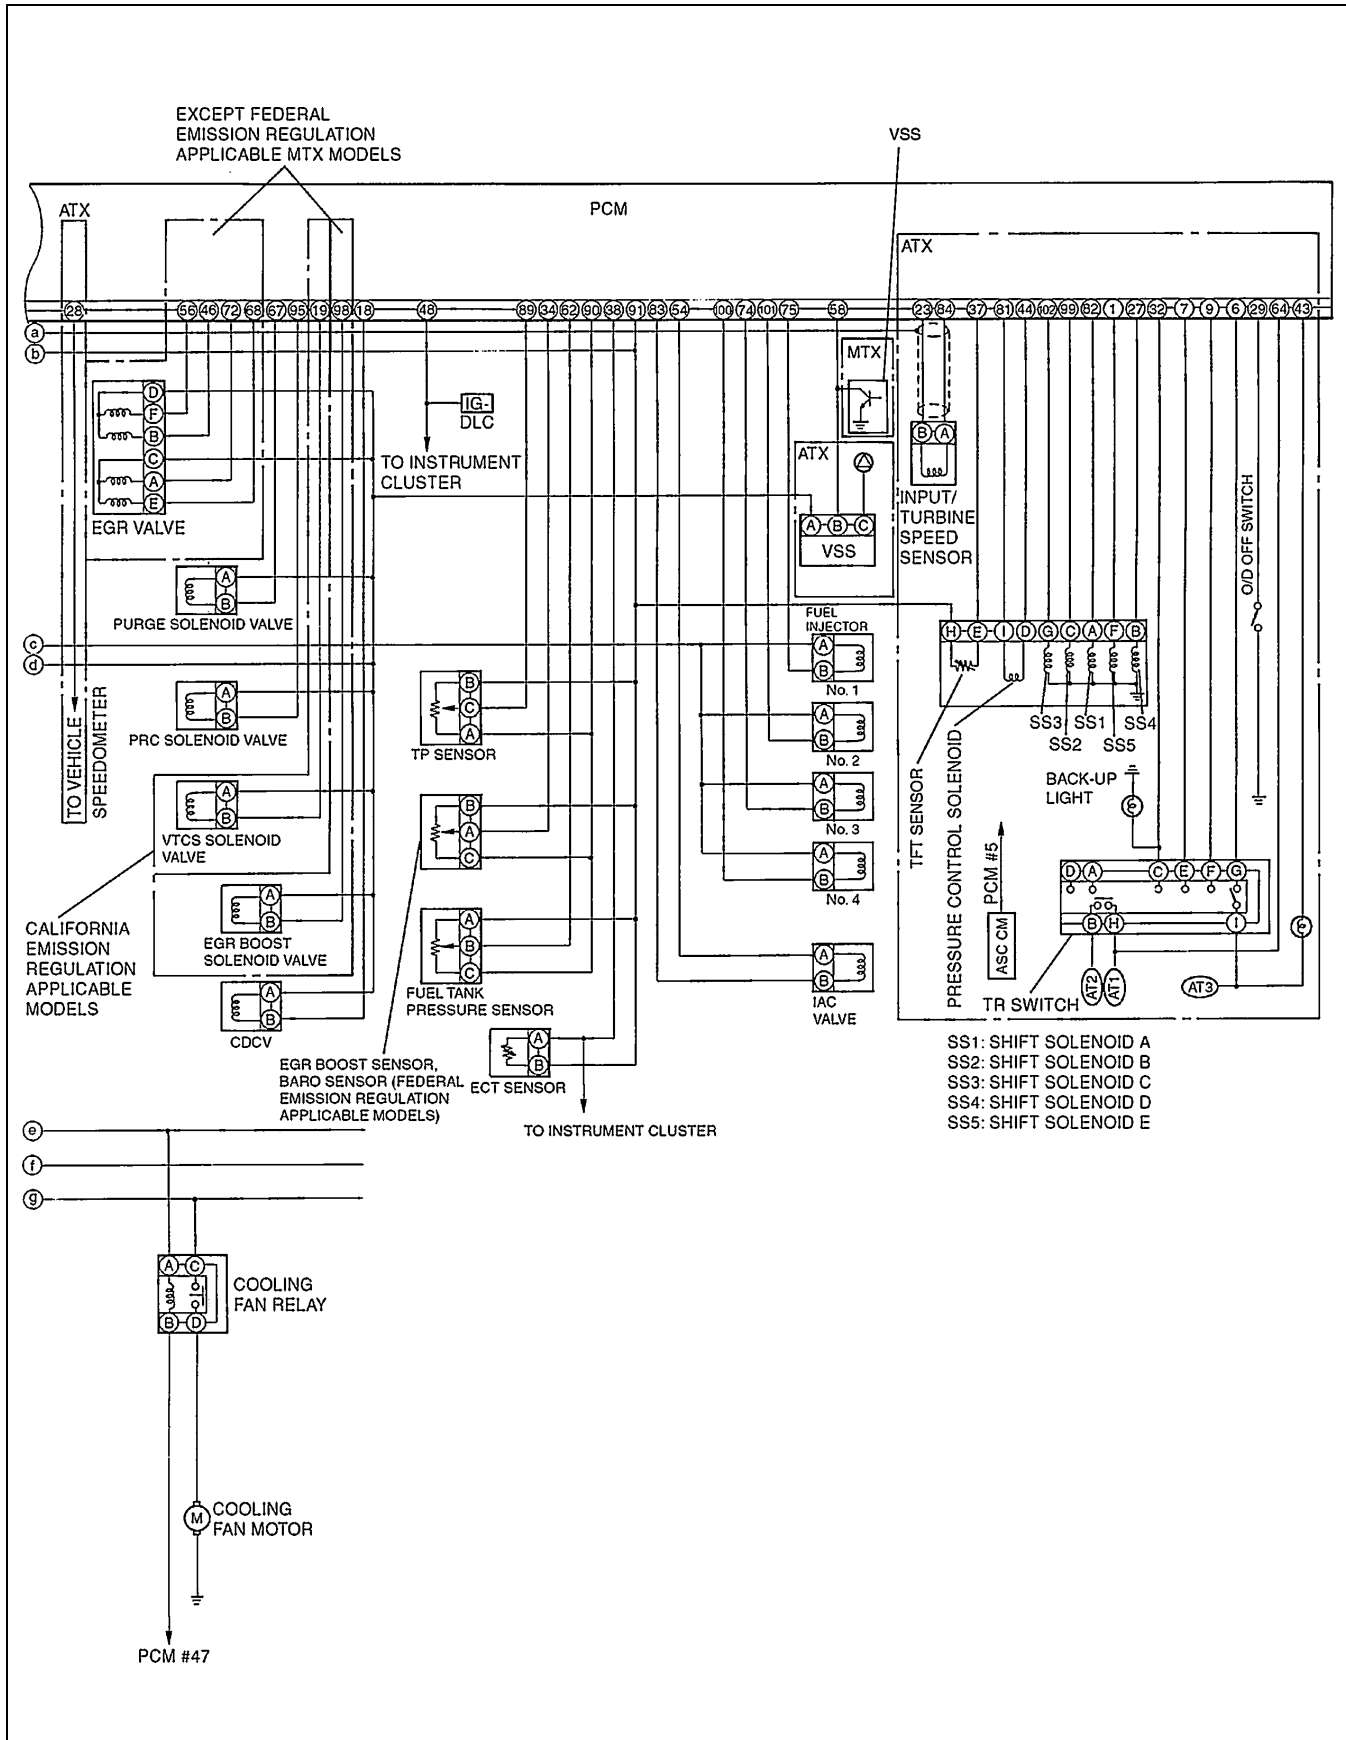 EXCEPT FEDERAL
EMISSION REGULATION
APPLICABLE MTX MODELS
VSS
ATX
PCM
ATX
28 56 46 72 68 67 95 19 98 18 48 89 34 62 90 38 91 83 54 100 74 101 75 58 23 84 37 81 44 102 99 82 1 27 32 7 9 6 29 64 43
a
b
MTX
D
F
B
C
A
E
EGR VALVE
IG-
DLC
TO INSTRUMENT
CLUSTER
ATX
A B C
VSS
B A
INPUT/
TURBINE
SPEED
SENSOR
O/D OFF SWITCH
A
B
PURGE SOLENOID VALVE
c
d
A
B
PRC SOLENOID VALVE
TO VEHICLE
SPEEDOMETER
A
B
VTCS SOLENOID
VALVE
A
B
EGR BOOST
SOLENOID VALVE
A
B
CDCV
CALIFORNIA
EMISSION
REGULATION
APPLICABLE
MODELS
B
C
A
TP SENSOR
B
A
C
A
B
C
FUEL TANK
PRESSURE SENSOR
A
B
ECT SENSOR
EGR BOOST SENSOR,
BARO SENSOR (FEDERAL
EMISSION REGULATION
APPLICABLE MODELS)
TO INSTRUMENT CLUSTER
FUEL
INJECTOR
A
B
No. 1
A
B
No. 2
A
B
No. 3
A
B
No. 4
A
B
IAC
VALVE
H E I D G C A F B
SS3 SS1 SS4
SS2 SS5
TFT SENSOR
PRESSURE CONTROL SOLENOID
BACK-UP
LIGHT
PCM #5
ASC CM
D A C E F G
B H I
AT2 AT1 AT3
TR SWITCH
SS1: SHIFT SOLENOID A
SS2: SHIFT SOLENOID B
SS3: SHIFT SOLENOID C
SS4: SHIFT SOLENOID D
SS5: SHIFT SOLENOID E
e
f
g
A C
B D
COOLING
FAN RELAY
M
COOLING
FAN MOTOR
PCM #47